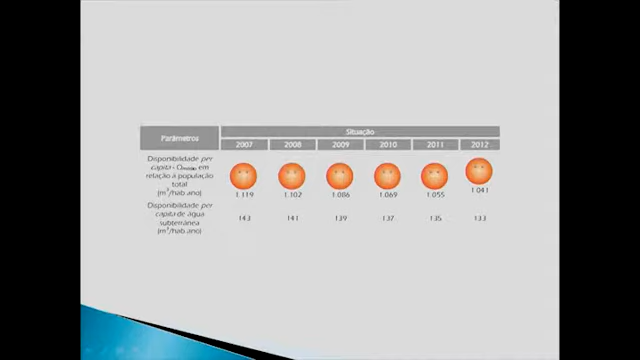 Parâmetros
Situação
2007 2008 2009 2010 2011 2012
Disponibilidade per
capita - Qmédio em
relação à população
total
(m³/hab.ano)
1.119 1.102 1.086 1.069 1.055 1.041
Disponibilidade per
capita de água
subterrânea
(m³/hab.ano)
143 141 139 137 135 133